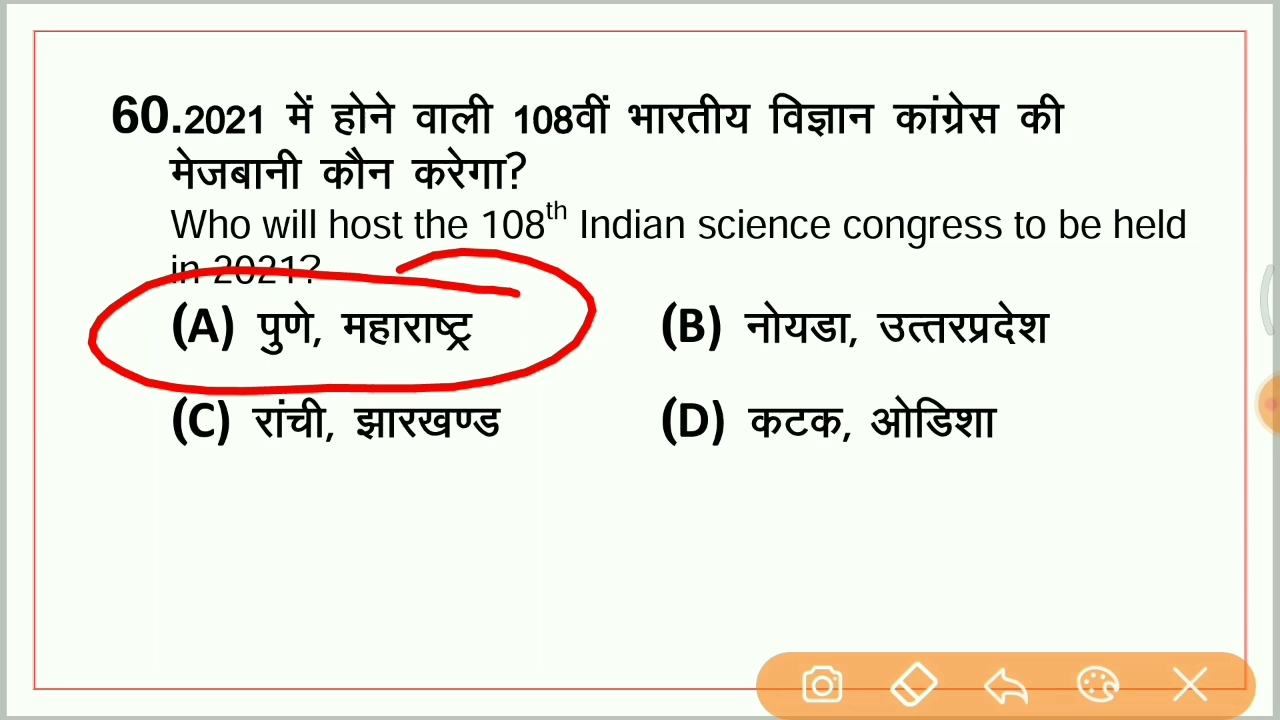 60.2021 में होने वाली 108वीं भारतीय विज्ञान कांग्रेस की
मेजबानी कौन करेगा?
Who will host the 108th Indian science congress to be held
in 2021?
(A) पुणे, महाराष्ट्र (B) नोयडा, उत्तरप्रदेश
(C) रांची, झारखण्ड (D) कटक, ओडिशा